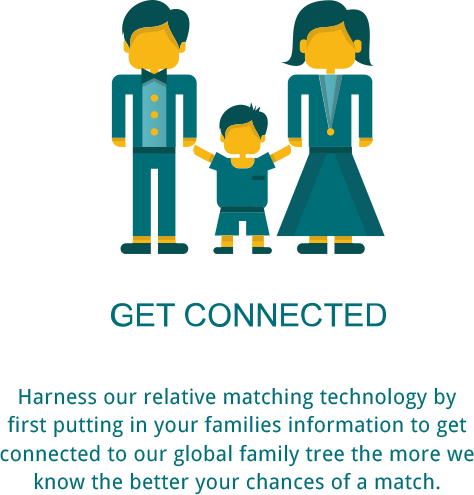 GET CONNECTED
Harness our relative matching technology by
first putting in your families information to get
connected to our global family tree the more we
know the better your chances of a match.